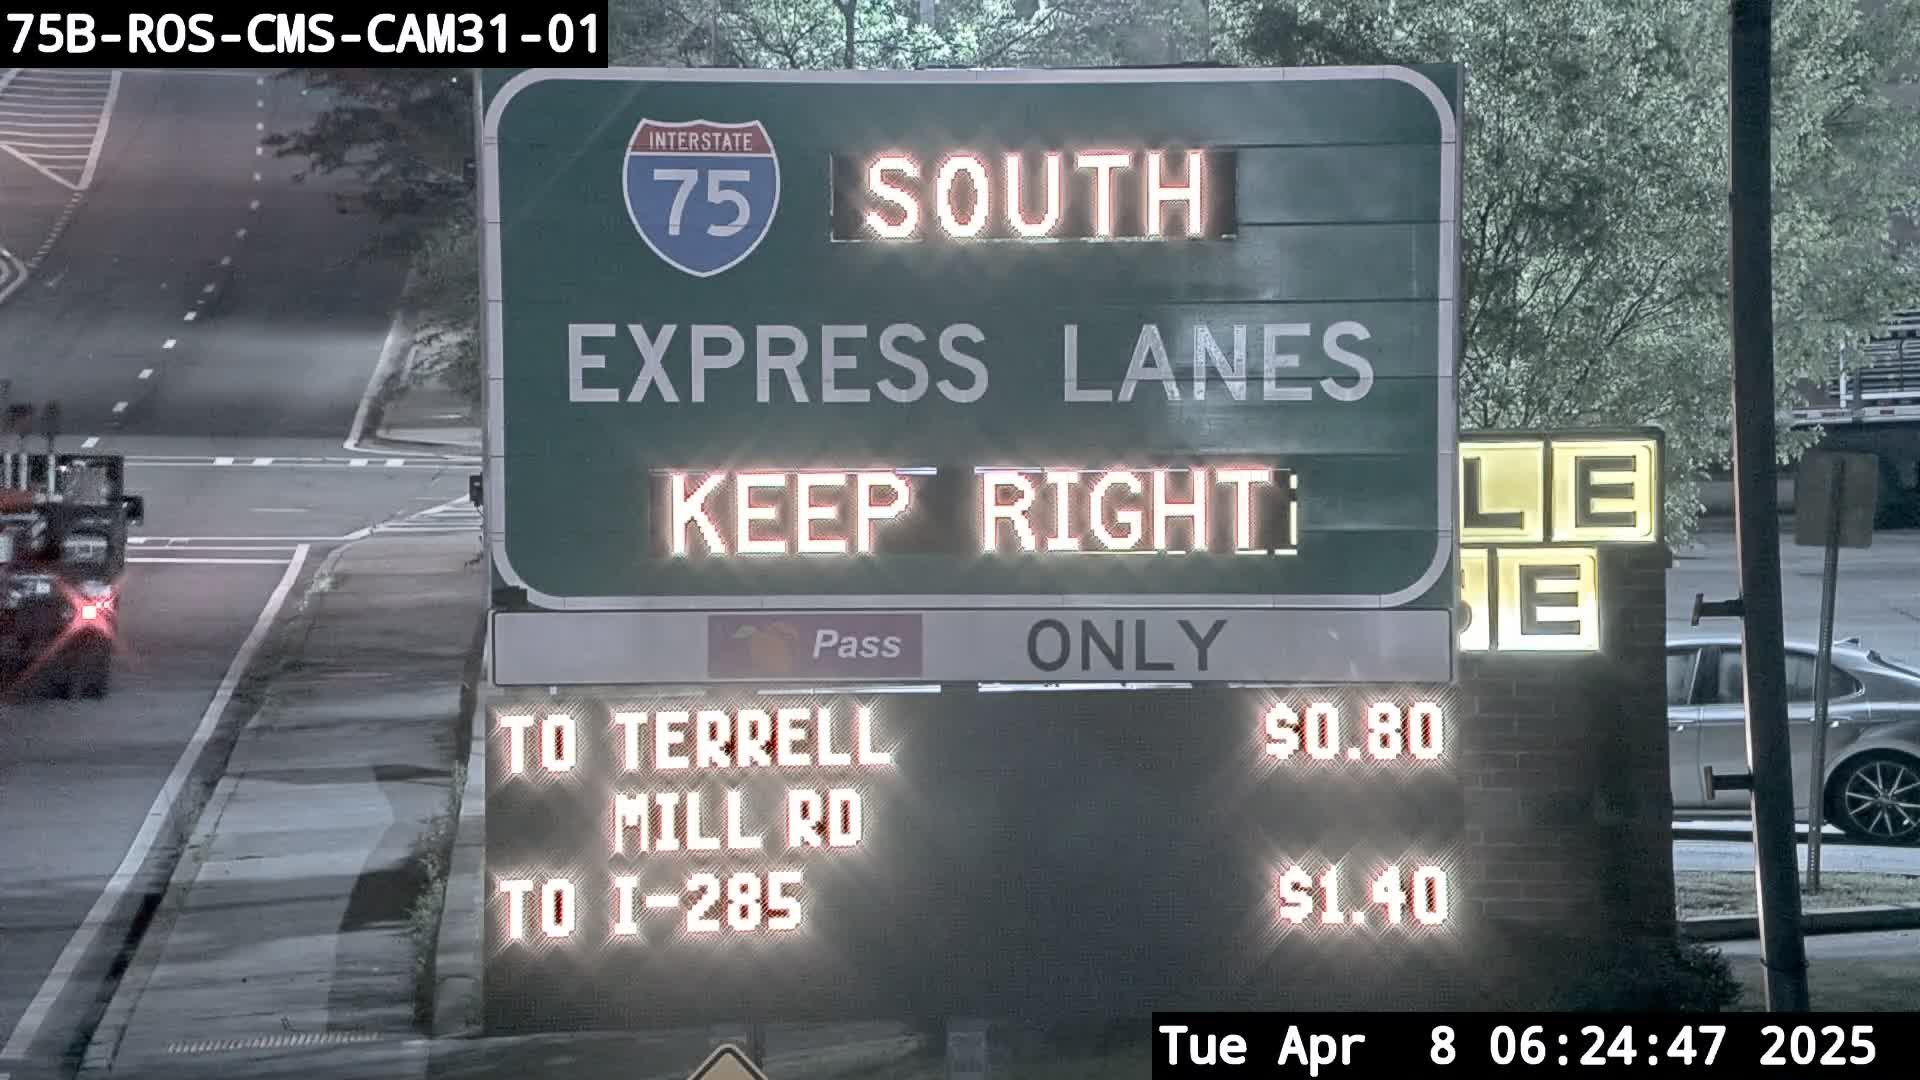 75B-ROS-CMS-CAM31-01
INTERSTATE
75
SOUTH
EXPRESS LANES
KEEP RIGHT
Pass ONLY
TO TERRELL $0.80
MILL RD
TO I-285 $1.40
LE
E
Tue Apr 8 06:24:47 2025